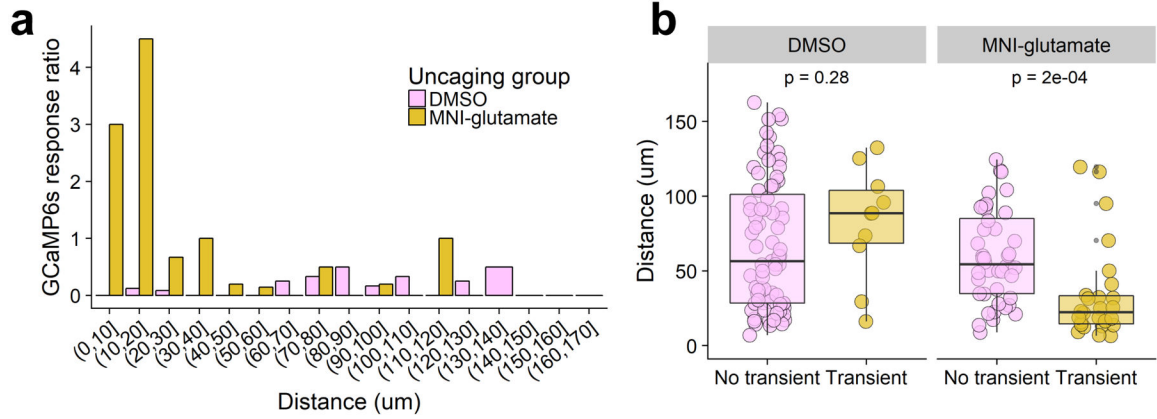 a
GCaMP6s response ratio
4
3
2
1
0
Uncaging group
DMSO
MNI-glutamate
(0,10]
(10,20]
(20,30]
(30,40]
(40,50]
(50,60]
(60,70]
(70,80]
(80,90]
(90,100]
(100,110]
(110,120]
(120,130]
(130,140]
(140,150]
(150,160]
(160,170]
Distance (um)
b
DMSO
MNI-glutamate
p = 0.28
p = 2e-04
Distance (um)
150
100
50
0
No transient
Transient
No transient
Transient